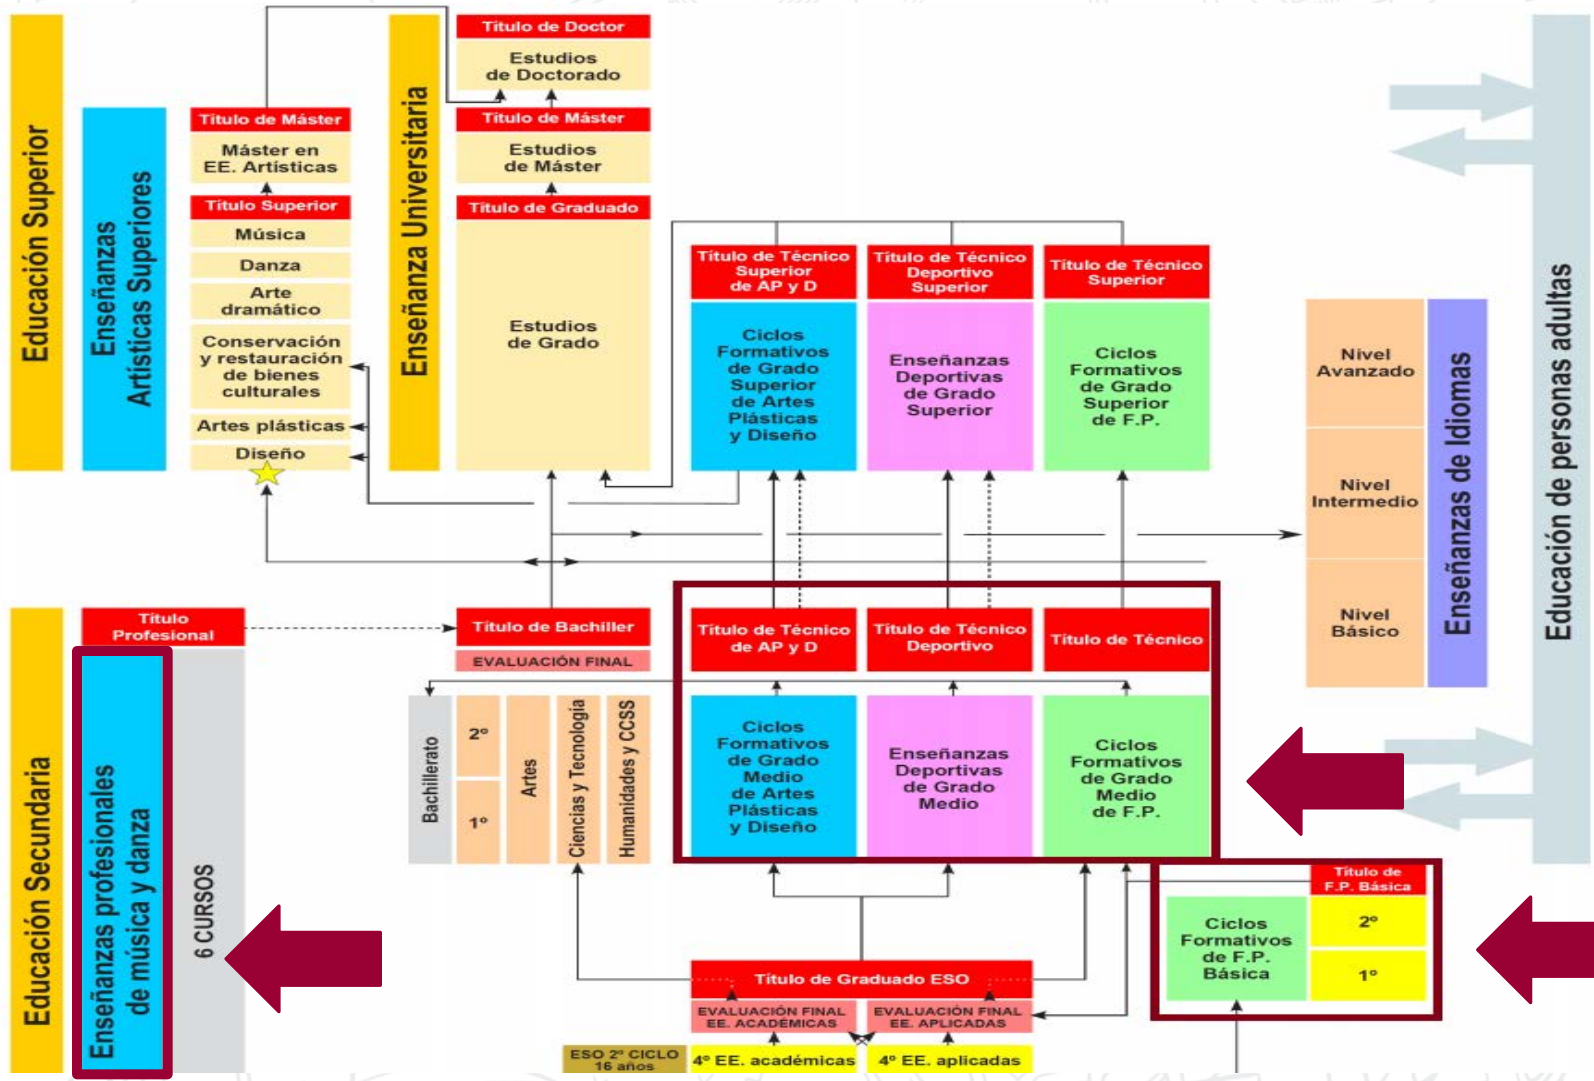 Educación Superior
Enseñanzas
Artísticas Superiores
Título de Máster
Máster en
EE. Artísticas
Título Superior
Música
Danza
Arte
dramático
Conservación
y restauración
de bienes
culturales
Artes plásticas
Diseño
Enseñanza Universitaria
Título de Doctor
Estudios
de Doctorado
Título de Máster
Estudios
de Máster
Título de Graduado
Estudios
de Grado
Título de Técnico
Superior
de AP y D
Ciclos
Formativos
de Grado
Superior
de Artes
Plásticas
y Diseño
Título de Técnico
Deportivo
Superior
Enseñanzas
Deportivas
de Grado
Superior
Título de Técnico
Superior
Ciclos
Formativos
de Grado
Superior
de F.P.
Nivel
Avanzado
Nivel
Intermedio
Nivel
Básico
Enseñanzas de Idiomas
Educación de personas adultas
Educación Secundaria
Título
Profesional
Enseñanzas profesionales
de música y danza
6 CURSOS
Título de Bachiller
EVALUACIÓN FINAL
Bachillerato
2º
1º
Artes
Ciencias y Tecnología
Humanidades y CCSS
Título de Técnico
de AP y D
Ciclos
Formativos
de Grado
Medio
de Artes
Plásticas
y Diseño
Título de Técnico
Deportivo
Enseñanzas
Deportivas
de Grado
Medio
Título de Técnico
Ciclos
Formativos
de Grado
Medio
de F.P.
Título de
F.P. Básica
Ciclos
Formativos
de F.P.
Básica
2º
1º
Título de Graduado ESO
EVALUACIÓN FINAL
EE. ACADÉMICAS
EVALUACIÓN FINAL
EE. APLICADAS
ESO 2º CICLO
16 años
4º EE. académicas
4º EE. aplicadas